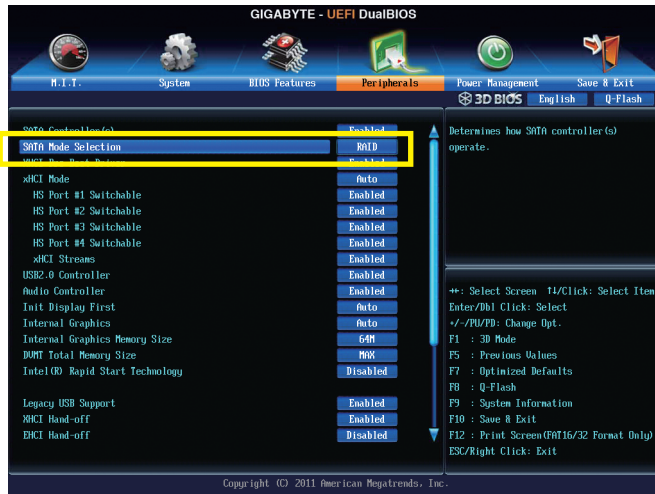 GIGABYTE - UEFI DualBIOS
M.I.T. System BIOS Features Peripherals Power Management Save & Exit
3D BIOS English Q-Flash
SATA Controller(s) Enabled
SATA Mode Selection RAID
Enabled
xHCI Mode Auto
HS Port #1 Switchable Enabled
HS Port #2 Switchable Enabled
HS Port #3 Switchable Enabled
HS Port #4 Switchable Enabled
xHCI Streams Enabled
USB2.0 Controller Enabled
Audio Controller Enabled
Init Display First Auto
Internal Graphics Auto
Internal Graphics Memory Size 64M
DVMT Total Memory Size MAX
Intel(R) Rapid Start Technology Disabled
Legacy USB Support Enabled
XHCI Hand-off Enabled
EHCI Hand-off Disabled
Determines how SATA controller(s)
operate.
→←: Select Screen ↑↓/Click: Select Item
Enter/Dbl Click: Select
+/-/PU/PD: Change Opt.
F1 : 3D Mode
F5 : Previous Values
F7 : Optimized Defaults
F8 : Q-Flash
F9 : System Information
F10 : Save & Exit
F12 : Print Screen(FAT16/32 Format Only)
ESC/Right Click: Exit
Copyright (C) 2011 American Megatrends, Inc.